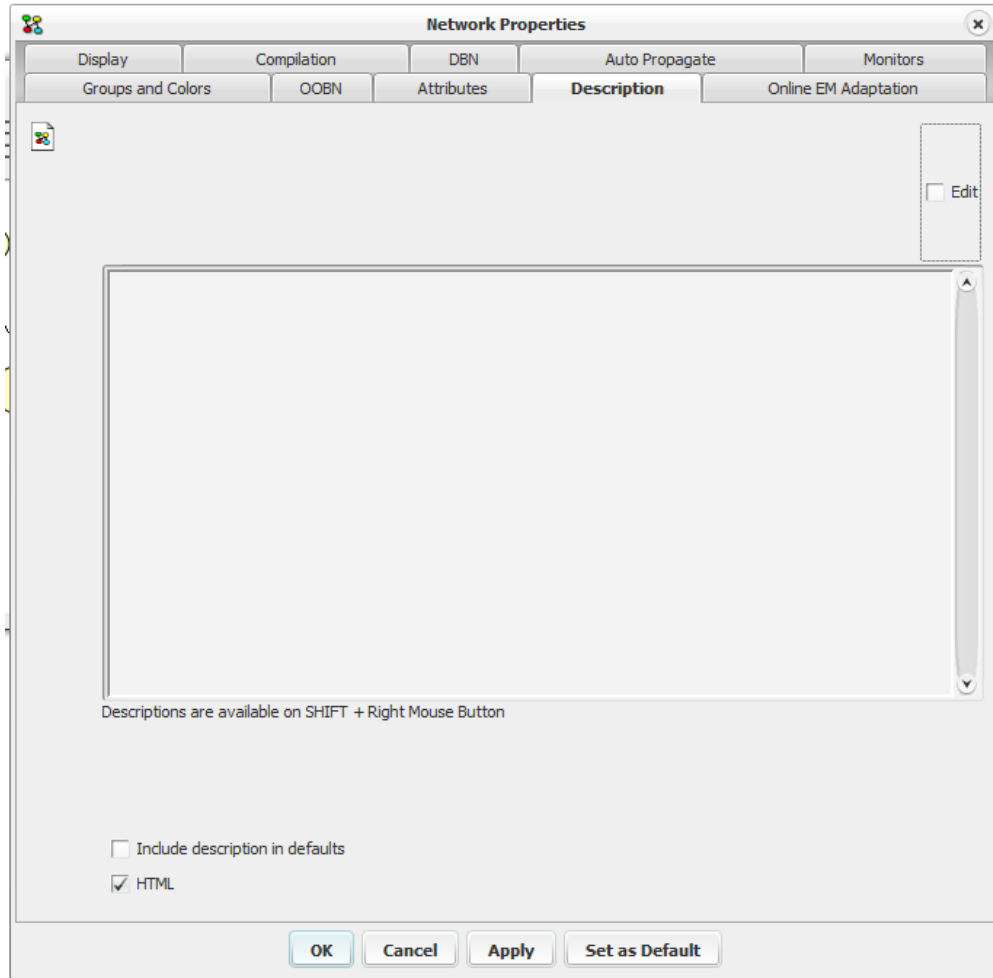 Network Properties
Display Compilation DBN Auto Propagate Monitors
Groups and Colors OOBN Attributes Description Online EM Adaptation
Edit
Descriptions are available on SHIFT + Right Mouse Button
Include description in defaults
HTML
OK Cancel Apply Set as Default